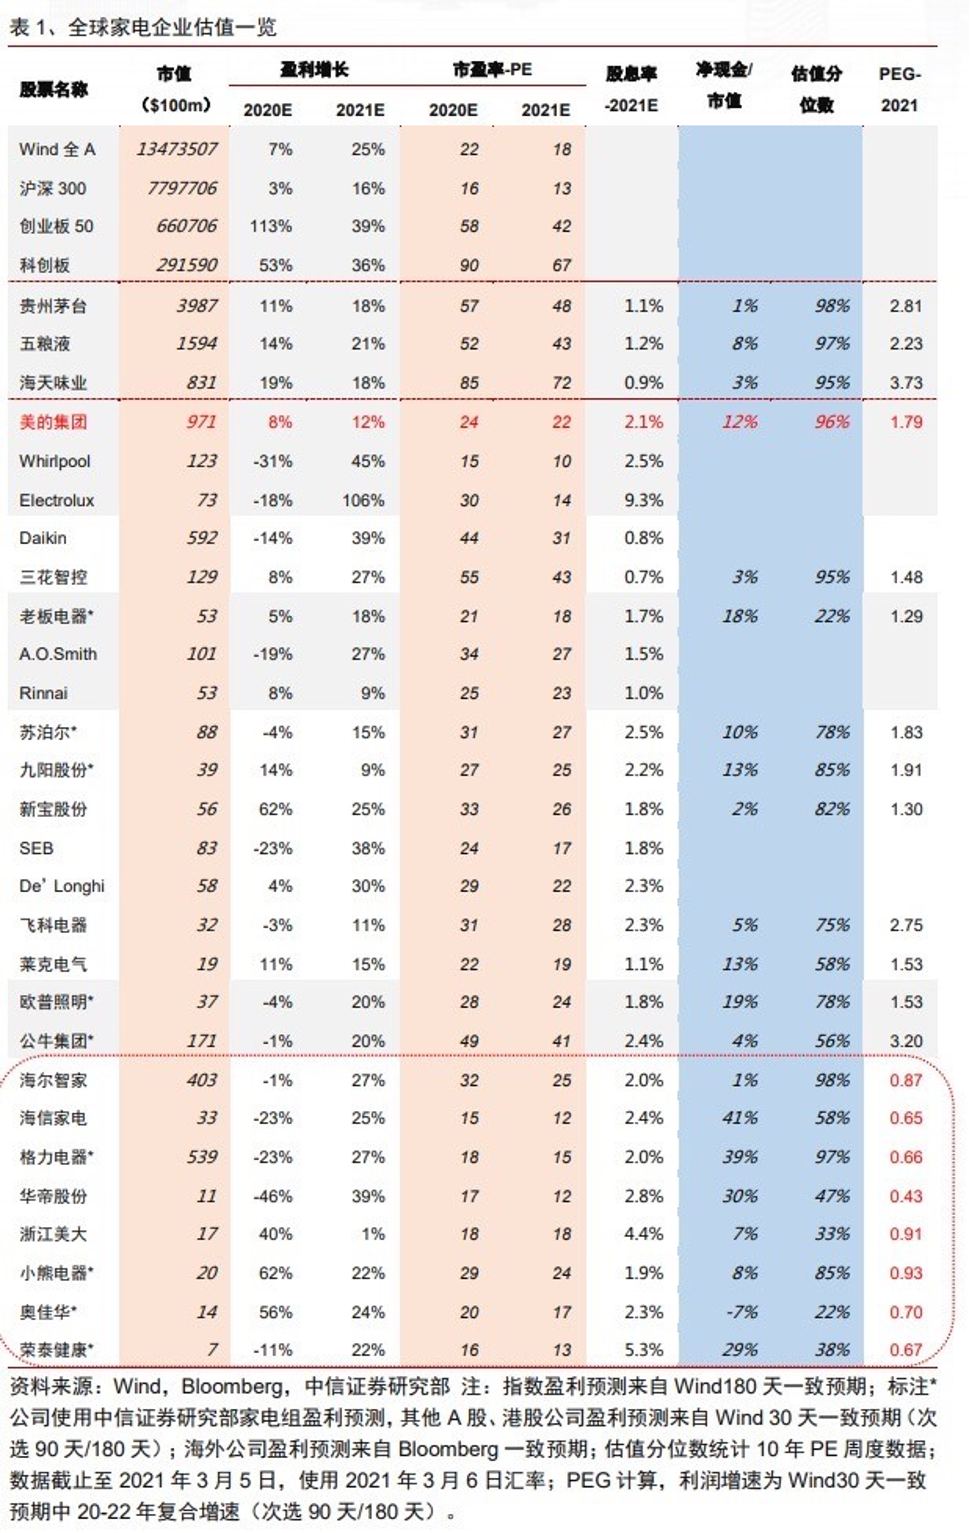 表 1、全球家电企业估值一览
股票名称 市值 ($100m) 盈利增长 市盈率-PE 股息率 -2021E 净现金/ 市值 估值分 位数 PEG- 2021
2020E 2021E 2020E 2021E
Wind 全 A 13473507 7% 25% 22 18
沪深 300 7797706 3% 16% 16 13
创业板 50 660706 113% 39% 58 42
科创板 291590 53% 36% 90 67
贵州茅台 3987 11% 18% 57 48 1.1% 1% 98% 2.81
五粮液 1594 14% 21% 52 43 1.2% 8% 97% 2.23
海天味业 831 19% 18% 85 72 0.9% 3% 95% 3.73
美的集团 971 8% 12% 24 22 2.1% 12% 96% 1.79
Whirlpool 123 -31% 45% 15 10 2.5%
Electrolux 73 -18% 106% 30 14 9.3%
Daikin 592 -14% 39% 44 31 0.8%
三花智控 129 8% 27% 55 43 0.7% 3% 95% 1.48
老板电器* 53 5% 18% 21 18 1.7% 18% 22% 1.29
A.O.Smith 101 -19% 27% 34 27 1.5%
Rinnai 53 8% 9% 25 23 1.0%
苏泊尔* 88 -4% 15% 31 27 2.5% 10% 78% 1.83
九阳股份* 39 14% 9% 27 25 2.2% 13% 85% 1.91
新宝股份 56 62% 25% 33 26 1.8% 2% 82% 1.30
SEB 83 -23% 38% 24 17 1.8%
De' Longhi 58 4% 30% 29 22 2.3%
飞科电器 32 -3% 11% 31 28 2.3% 5% 75% 2.75
莱克电气 19 11% 15% 22 19 1.1% 13% 58% 1.53
欧普照明* 37 -4% 20% 28 24 1.8% 19% 78% 1.53
公牛集团* 171 -1% 20% 49 41 2.4% 4% 56% 3.20
海尔智家 403 -1% 27% 32 25 2.0% 1% 98% 0.87
海信家电 33 -23% 25% 15 12 2.4% 41% 58% 0.65
格力电器* 539 -23% 27% 18 15 2.0% 39% 97% 0.66
华帝股份 11 -46% 39% 17 12 2.8% 30% 47% 0.43
浙江美大 17 40% 1% 18 18 4.4% 7% 33% 0.91
小熊电器* 20 62% 22% 29 24 1.9% 8% 85% 0.93
奥佳华* 14 56% 24% 20 17 2.3% -7% 22% 0.70
荣泰健康* 7 -11% 22% 16 13 5.3% 29% 38% 0.67
资料来源：Wind，Bloomberg，中信证券研究部 注：指数盈利预测来自 Wind180 天一致预期；标注*
公司使用中信证券研究部家电组盈利预测，其他 A 股、港股公司盈利预测来自 Wind 30 天一致预期（次
选 90 天/180 天）；海外公司盈利预测来自 Bloomberg 一致预期；估值分位数统计 10 年 PE 周度数据；
数据截止至 2021 年 3 月 5 日，使用 2021 年 3 月 6 日汇率；PEG 计算，利润增速为 Wind30 天一致
预期中 20-22 年复合增速（次选 90 天/180 天）。